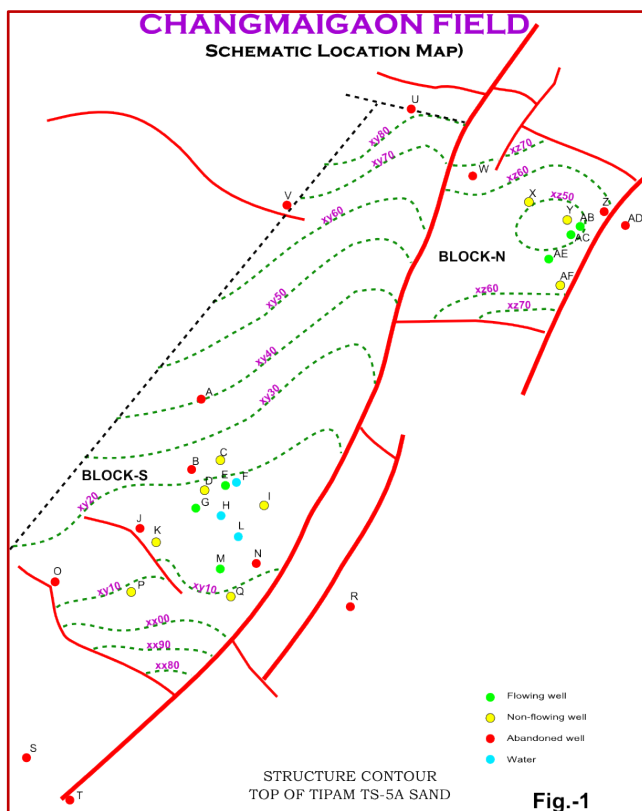 CHANGMAIGAON FIELD
SCHEMATIC LOCATION MAP)
U
xy80
xy70
xz70
W
xz60
X
xz50
V
Y
AB
Z
AD
xy60
AC
AE
BLOCK-N
AF
xz60
xy50
xz70
xy40
A
xy30
C
B
BLOCK-S
E
F
D
xy20
G
H
I
J
K
L
M
N
O
P
xy10
xy10
Q
R
xx00
xx90
xx80
Flowing well
Non-flowing well
Abandoned well
Water
S
T
STRUCTURE CONTOUR
TOP OF TIPAM TS-5A SAND
Fig.-1